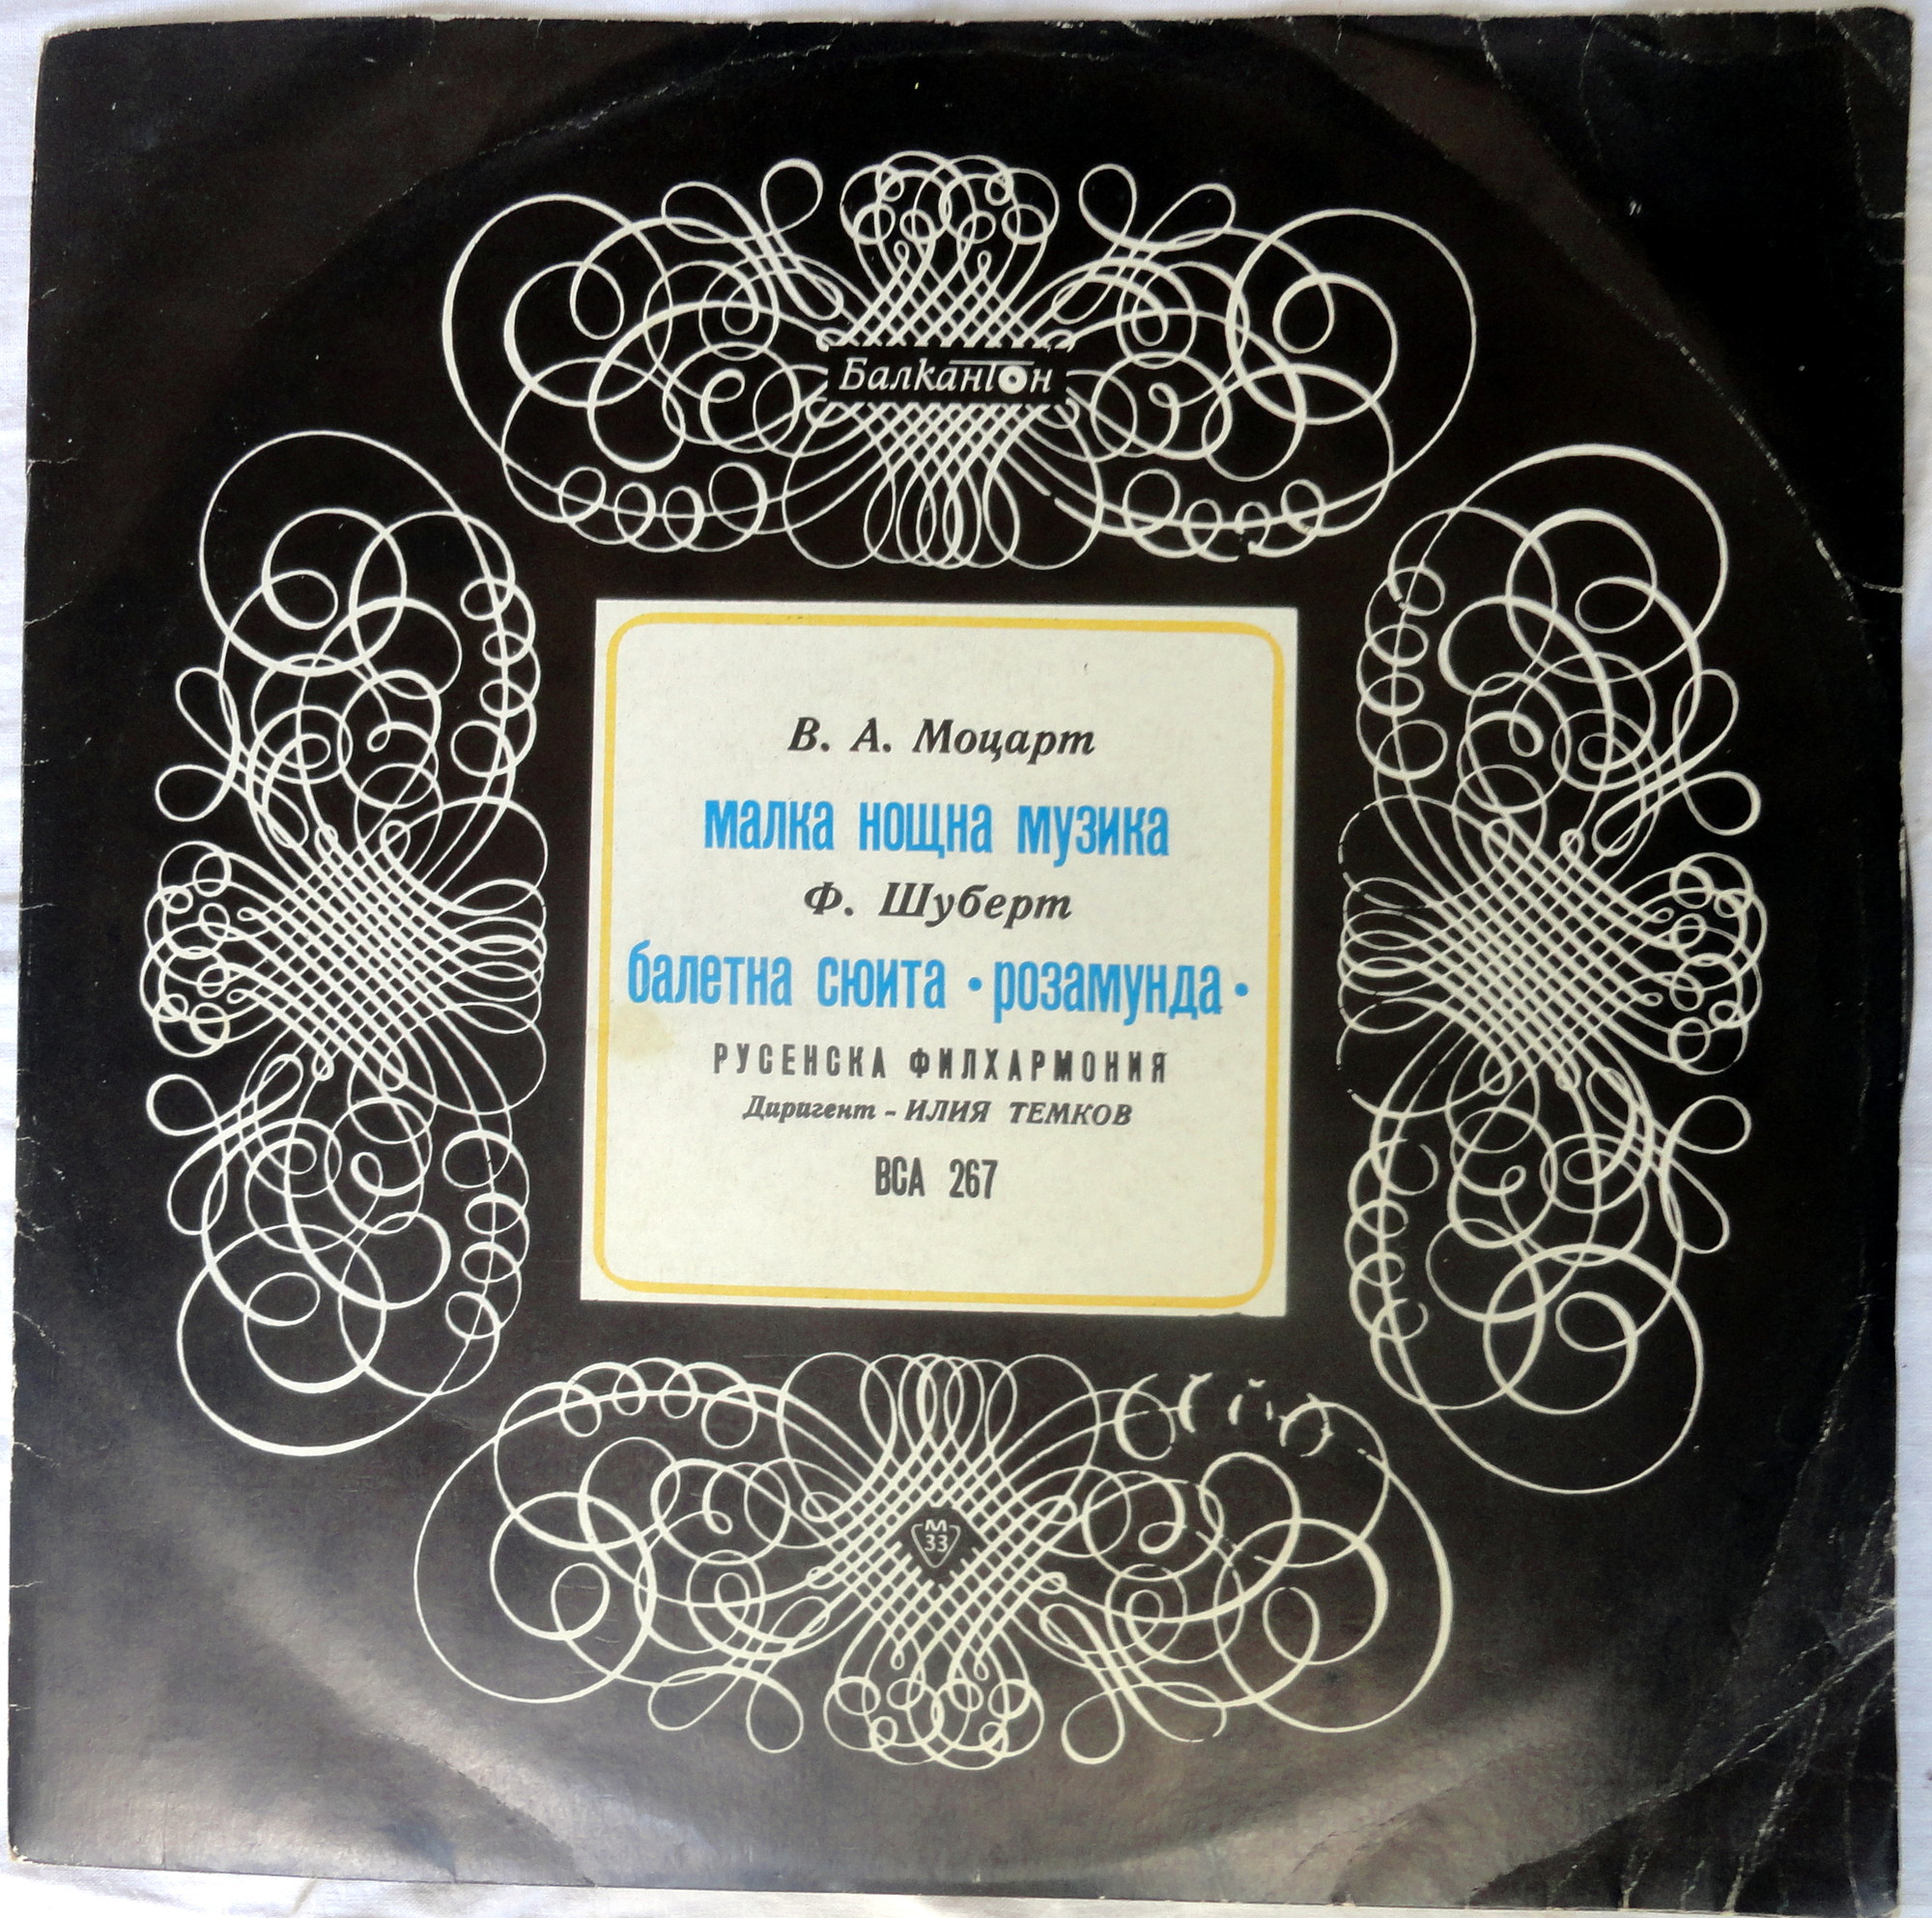 Балкантон
В. А. Моцарт
малка нощна музика
Ф. Шуберт
балетна сюита • розамунда •
РУСЕНСКА ФИЛХАРМОНИЯ
Диригент – ИЛИЯ ТЕМКОВ
ВСА 267
М
33